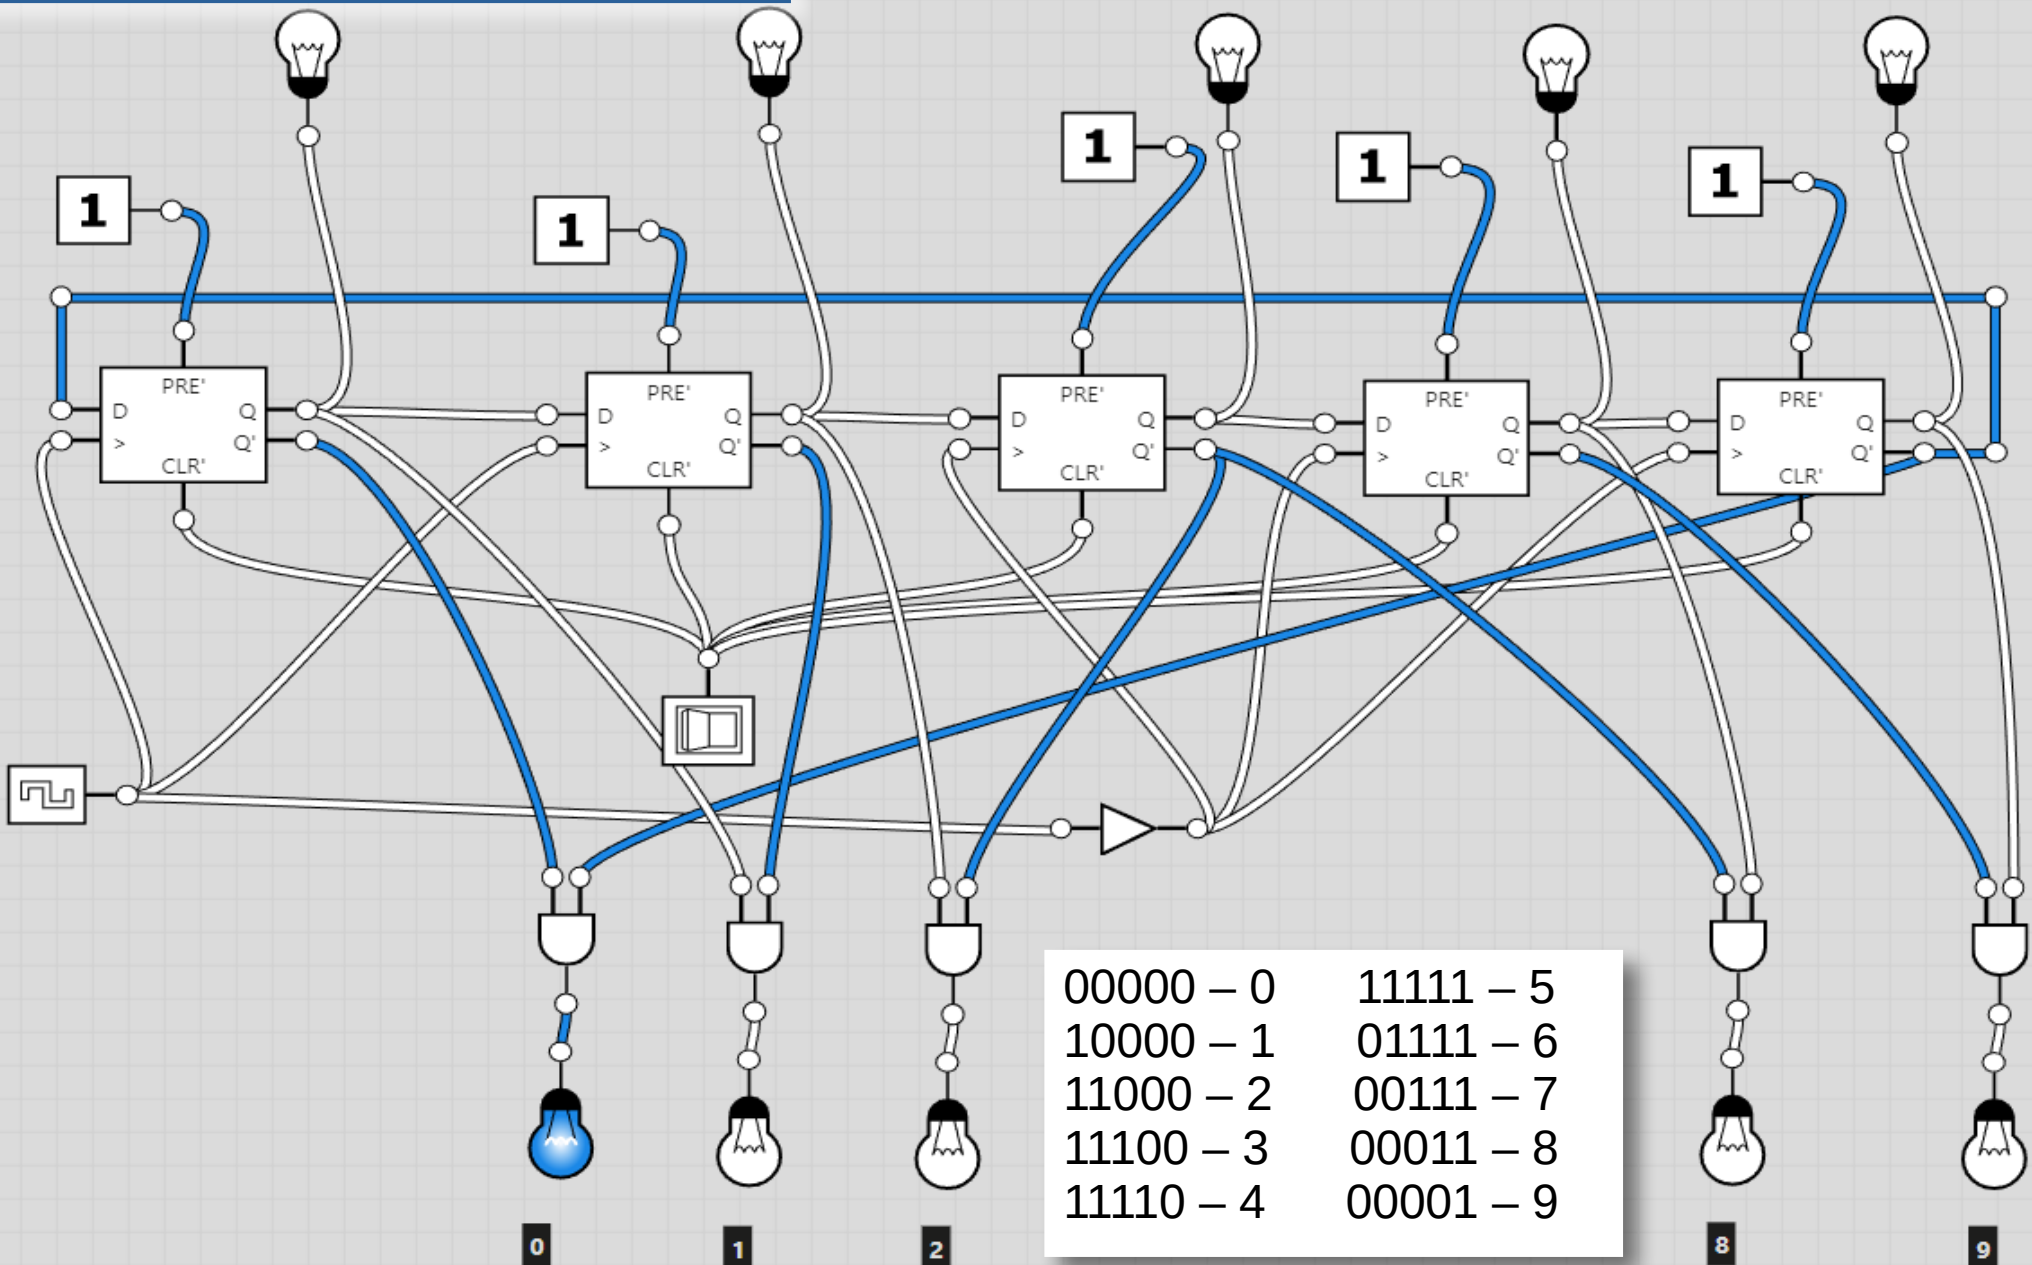 1
1
1
1
1
PRE'
D
Q
>
Q'
CLR'
PRE'
D
Q
>
Q'
CLR'
PRE'
D
Q
>
Q'
CLR'
PRE'
D
Q
>
Q'
CLR'
PRE'
D
Q
>
Q'
CLR'
00000 – 0 11111 – 5
10000 – 1 01111 – 6
11000 – 2 00111 – 7
11100 – 3 00011 – 8
11110 – 4 00001 – 9
0
1
2
8
9